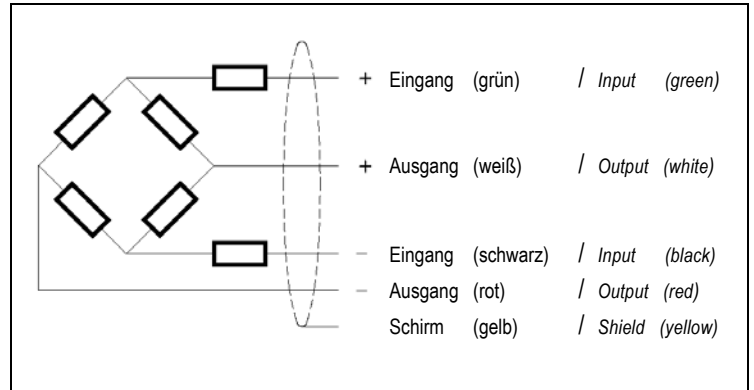 + Eingang (grün) / Input (green)
+ Ausgang (weiß) / Output (white)
– Eingang (schwarz) / Input (black)
– Ausgang (rot) / Output (red)
Schirm (gelb) / Shield (yellow)